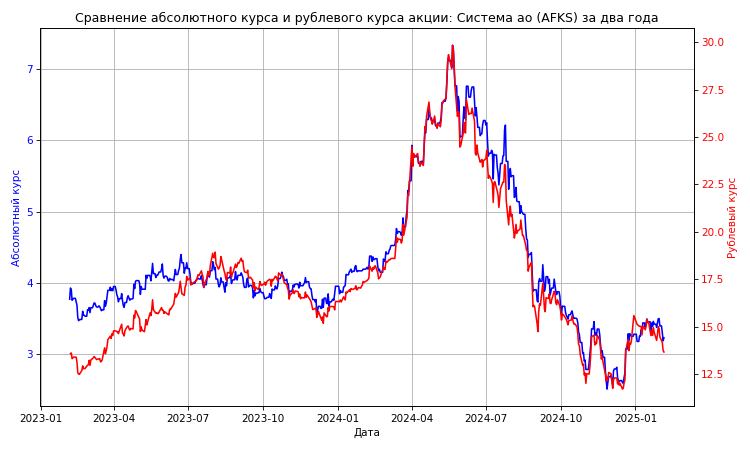 Сравнение абсолютного курса и рублевого курса акции: Система ао (AFKS) за два года
Абсолютный курс
7
6
5
4
3
30.0
27.5
25.0
22.5
20.0
17.5
15.0
12.5
Рублевый курс
2023-01 2023-04 2023-07 2023-10 2024-01 2024-04 2024-07 2024-10 2025-01
Дата